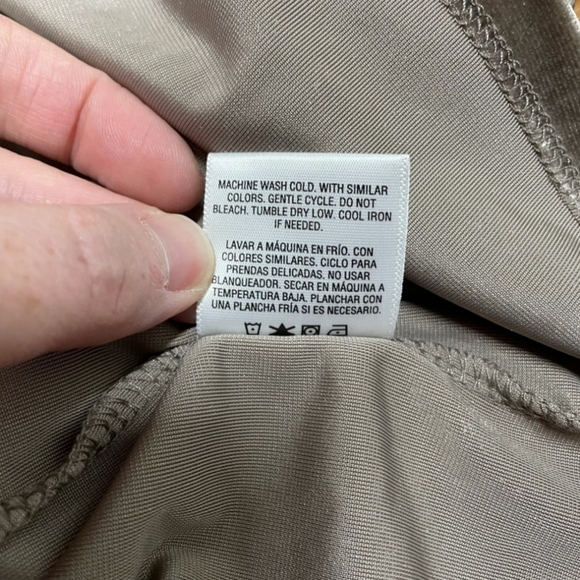 MACHINE WASH COLD. WITH SIMILAR
COLORS. GENTLE CYCLE. DO NOT
BLEACH. TUMBLE DRY LOW. COOL IRON
IF NEEDED.
LAVAR A MÁQUINA EN FRÍO. CON
COLORES SIMILARES. CICLO PARA
PRENDAS DELICADAS. NO USAR
BLANQUEADOR. SECAR EN MÁQUINA A
TEMPERATURA BAJA. PLANCHAR CON
UNA PLANCHA FRÍA SI ES NECESARIO.